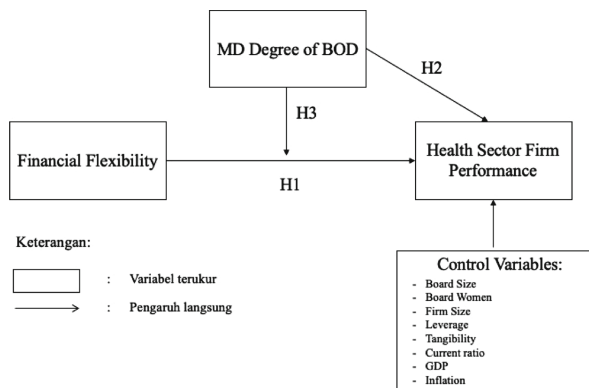 MD Degree of BOD
H2
H3
Financial Flexibility
Health Sector Firm
Performance
H1
Keterangan:
: Variabel terukur
: Pengaruh langsung
Control Variables:
- Board Size
- Board Women
- Firm Size
- Leverage
- Tangibility
- Current ratio
- GDP
- Inflation